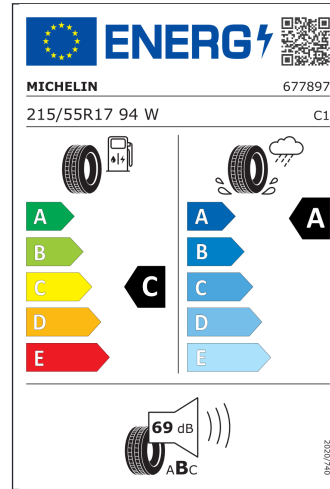 ENERG
MICHELIN 677897
215/55R17 94 W C1
A A A
B B
C C C
D D
E E
69 dB
ABC
2020/740